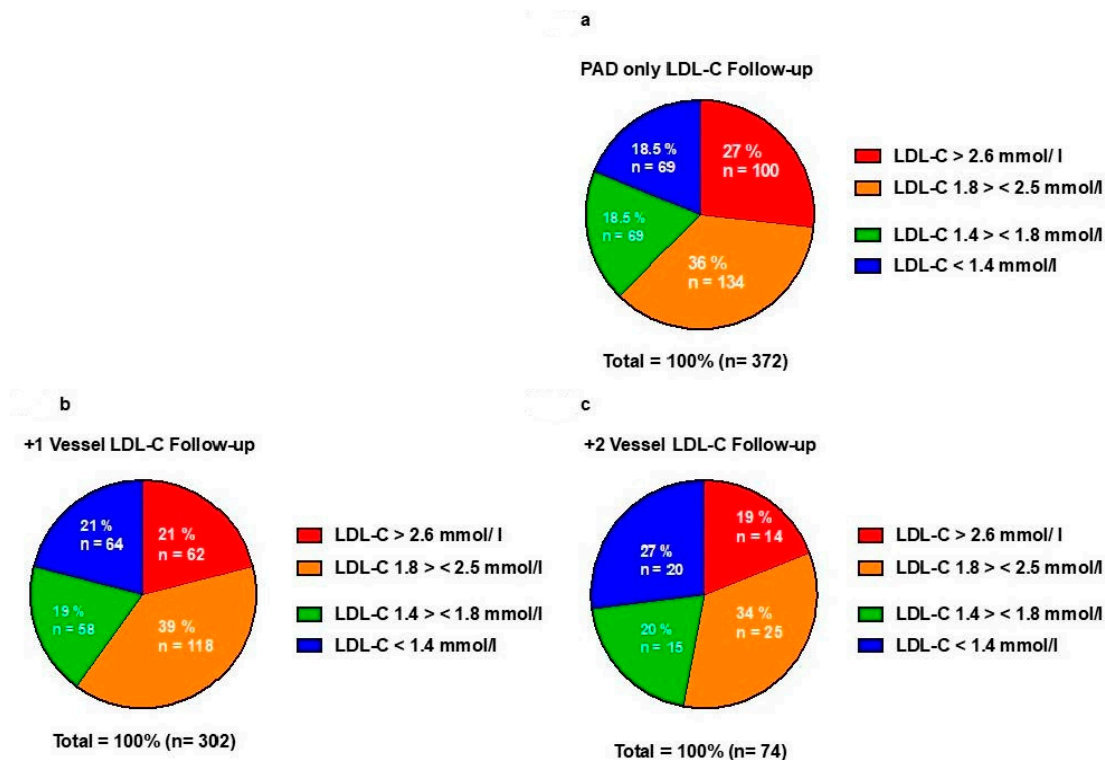 a
PAD only LDL-C Follow-up
18.5 %
n = 69
27 %
n = 100
18.5 %
n = 69
36 %
n = 134
LDL-C > 2.6 mmol/ l
LDL-C 1.8 > < 2.5 mmol/l
LDL-C 1.4 > < 1.8 mmol/l
LDL-C < 1.4 mmol/l
Total = 100% (n= 372)
b
+1 Vessel LDL-C Follow-up
21 %
n = 64
21 %
n = 62
19 %
n = 58
39 %
n = 118
LDL-C > 2.6 mmol/ l
LDL-C 1.8 > < 2.5 mmol/l
LDL-C 1.4 > < 1.8 mmol/l
LDL-C < 1.4 mmol/l
Total = 100% (n= 302)
c
+2 Vessel LDL-C Follow-up
27 %
n = 20
19 %
n = 14
20 %
n = 15
34 %
n = 25
LDL-C > 2.6 mmol/ l
LDL-C 1.8 > < 2.5 mmol/l
LDL-C 1.4 > < 1.8 mmol/l
LDL-C < 1.4 mmol/l
Total = 100% (n= 74)